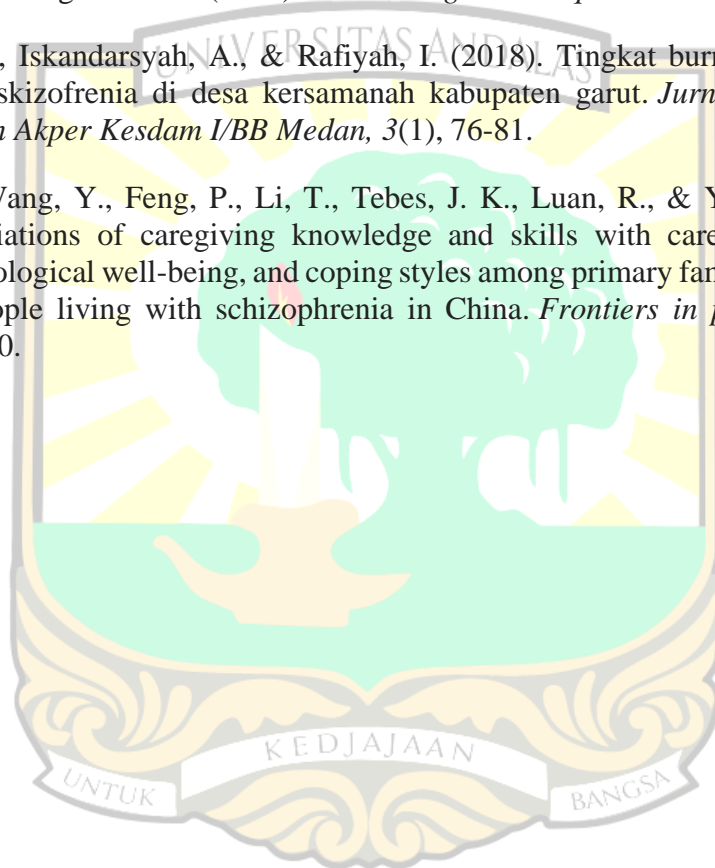 UNIVERSITAS ANDALAS
, Iskandarsyah, A., & Rafiyah, I. (2018). Tingkat burn
skizofrenia di desa kersamanah kabupaten garut. Jurn
n Akper Kesdam I/BB Medan, 3(1), 76-81.
Wang, Y., Feng, P., Li, T., Tebes, J. K., Luan, R., & Y
iations of caregiving knowledge and skills with care
ological well-being, and coping styles among primary fan
ople living with schizophrenia in China. Frontiers in p
0.
UNTUK KEDJAJAAN BANGSA